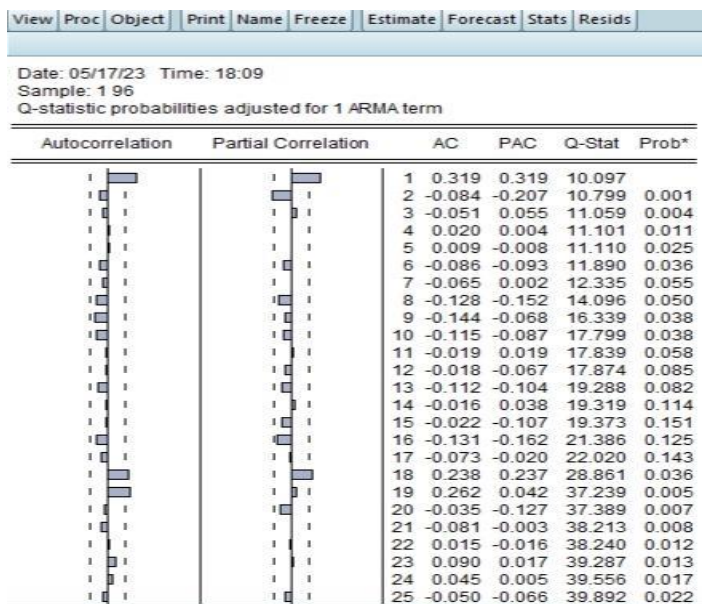 View Proc Object Print Name Freeze Estimate Forecast Stats Resids
Date: 05/17/23 Time: 18:09
Sample: 1 96
Q-statistic probabilities adjusted for 1 ARMA term
Autocorrelation Partial Correlation AC PAC Q-Stat Prob*
1 0.319 0.319 10.097
2 -0.084 -0.207 10.799 0.001
3 -0.051 0.055 11.059 0.004
4 0.020 0.004 11.101 0.011
5 0.009 -0.008 11.110 0.025
6 -0.086 -0.093 11.890 0.036
7 -0.065 0.002 12.335 0.055
8 -0.128 -0.152 14.096 0.050
9 -0.144 -0.068 16.339 0.038
10 -0.115 -0.087 17.799 0.038
11 -0.019 0.019 17.839 0.058
12 -0.018 -0.067 17.874 0.085
13 -0.112 -0.104 19.288 0.082
14 -0.016 0.038 19.319 0.114
15 -0.022 -0.107 19.373 0.151
16 -0.131 -0.162 21.386 0.125
17 -0.073 -0.020 22.020 0.143
18 0.238 0.237 28.861 0.036
19 0.262 0.042 37.239 0.005
20 -0.035 -0.127 37.389 0.007
21 -0.081 -0.003 38.213 0.008
22 0.015 -0.016 38.240 0.012
23 0.090 0.017 39.287 0.013
24 0.045 0.005 39.556 0.017
25 -0.050 -0.066 39.892 0.022